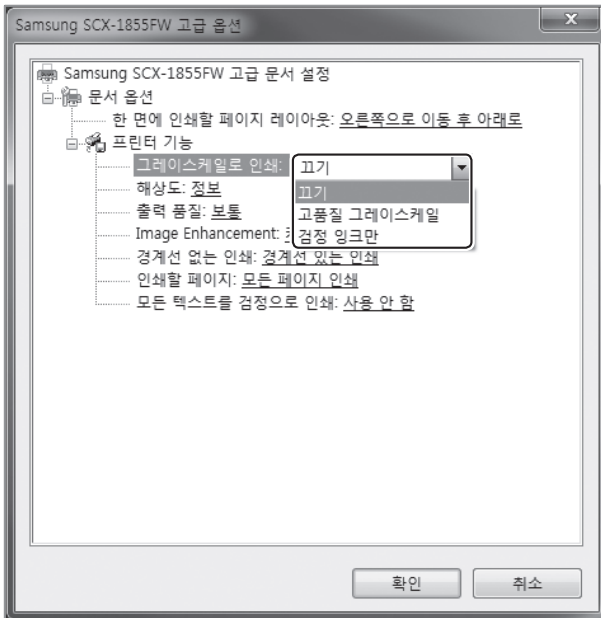 Samsung SCX-1855FW 고급 옵션
Samsung SCX-1855FW 고급 문서 설정
문서 옵션
한 면에 인쇄할 페이지 레이아웃: 오른쪽으로 이동 후 아래로
프린터 기능
그레이스케일로 인쇄: 끄기
끄기
해상도: 정보
고품질 그레이스케일
출력 품질: 보통
검정 잉크만
Image Enhancement:
경계선 없는 인쇄: 경계선 있는 인쇄
인쇄할 페이지: 모든 페이지 인쇄
모든 텍스트를 검정으로 인쇄: 사용 안 함
확인 취소